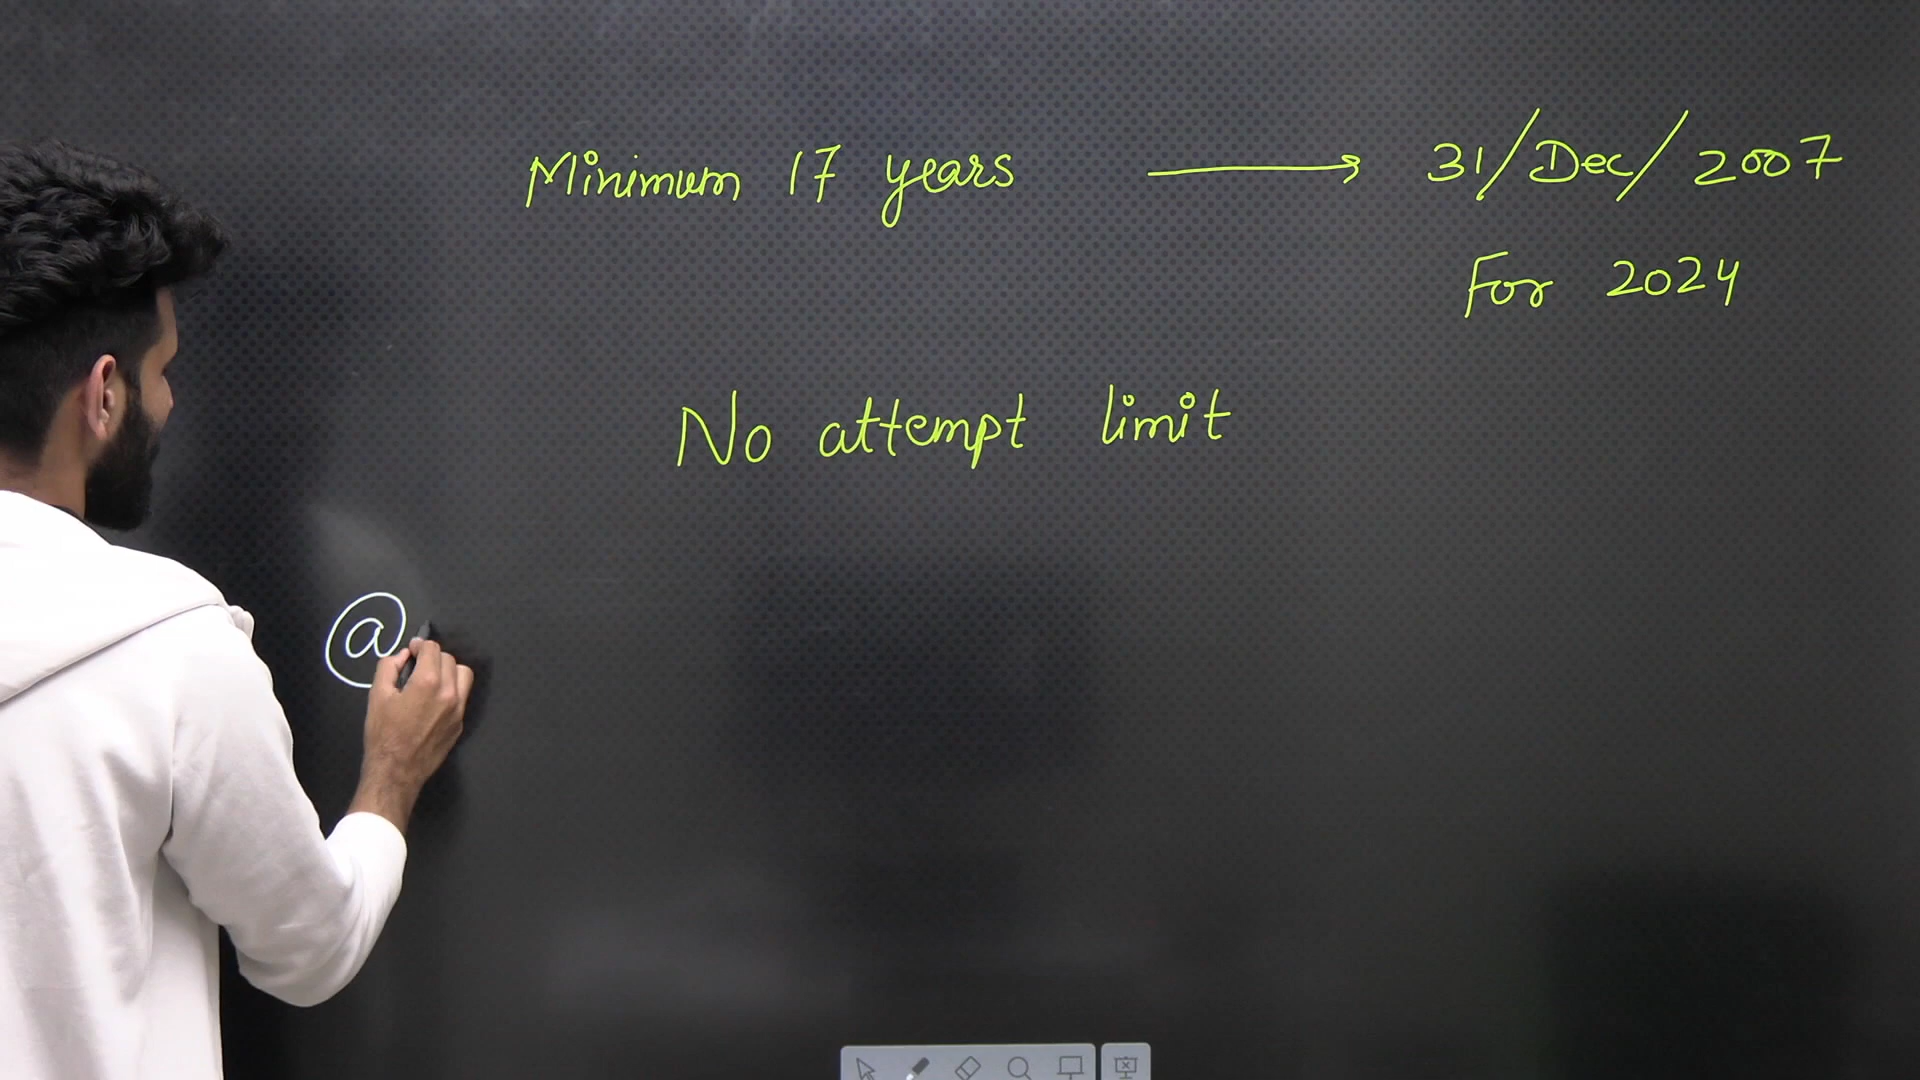 Minimum 17 years → 31/Dec/2007
For 2024
No attempt limit
@